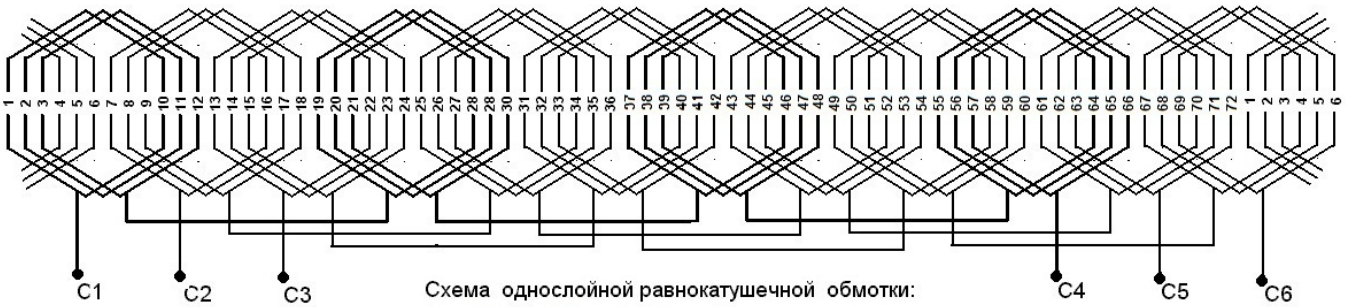 1 2 3 4 5 6 7 8 9 10 11 12 13 14 15 16 17 18 19 20 21 22 23 24 25 26 27 28 28 30 31 32 33 34 35 36 37 38 39 40 41 42 43 44 45 46 47 48 49 50 51 52 53 54 55 56 57 58 59 60 61 62 63 64 65 66 67 68 69 70 71 72 1 2 3 4 5 6
C1 C2 C3 Схема однослойной равнокатушечной обмотки: C4 C5 C6